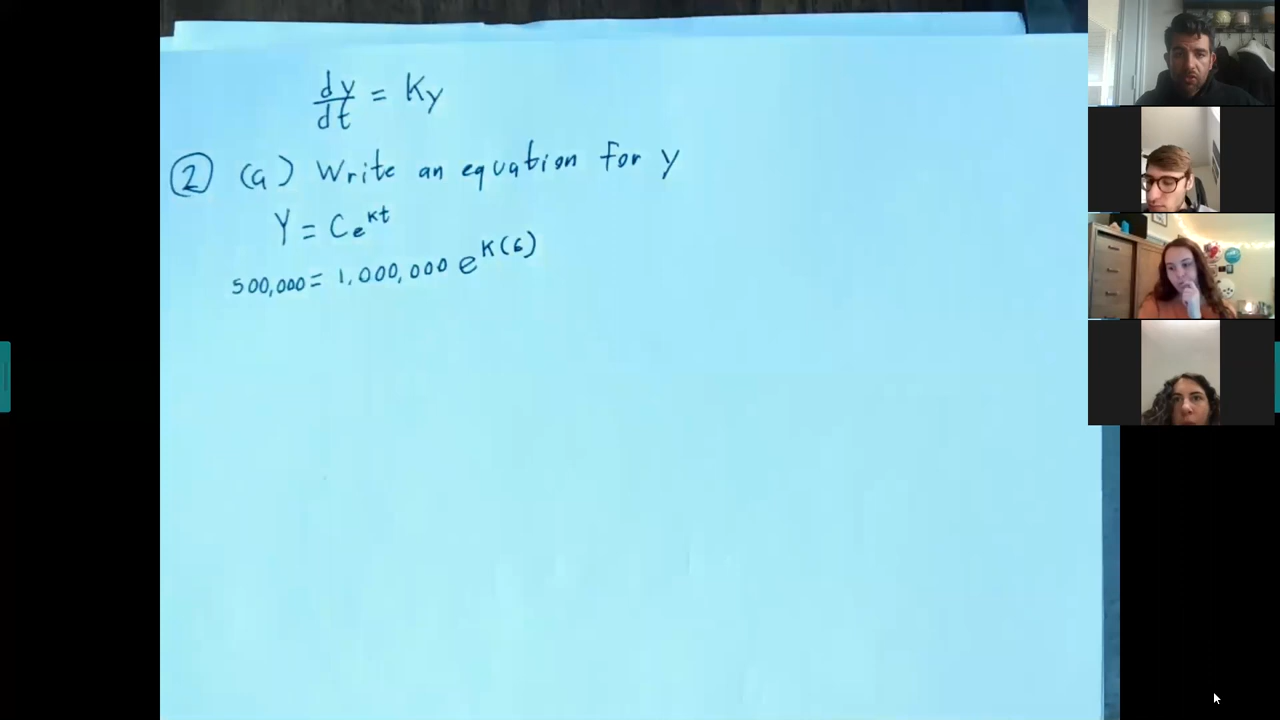 dy/dt = Ky
② (a) Write an equation for y
Y = Ce^kt
500,000 = 1,000,000 e^K(6)